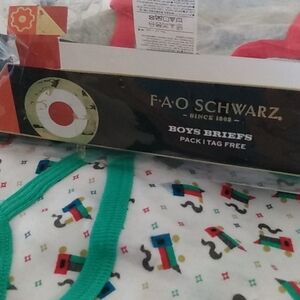 F·A·O SCHWARZ
— SINCE 1862 —
BOYS BRIEFS
PACK | TAG FREE